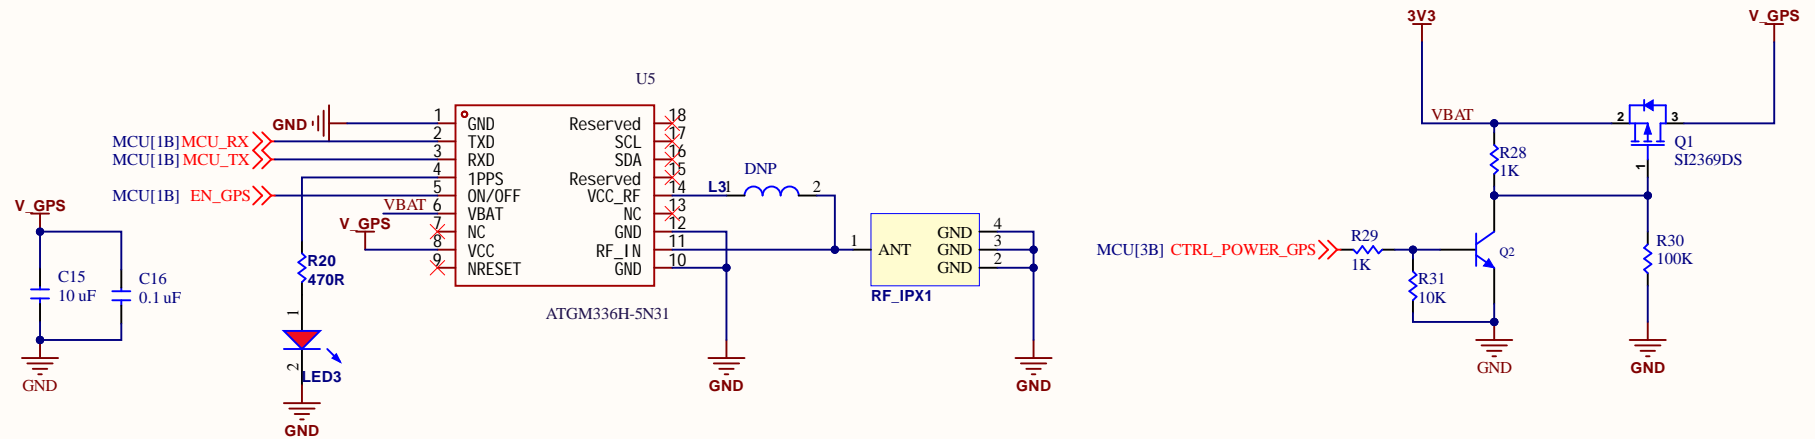 3V3
V_GPS
U5
1 GND Reserved 18
GND
MCU[1B] MCU_RX 2 TXD SCL 17
MCU[1B] MCU_TX 3 RXD SDA 16
4 1PPS Reserved 15
MCU[1B] EN_GPS 5 ON/OFF VCC_RF 14
VBAT 6 VBAT NC 13
7 NC GND 12
V_GPS 8 VCC RF_IN 11
9 NRESET GND 10
ATGM336H-5N31
V_GPS
C15
10 uF
C16
0.1 uF
GND
R20
470R
1
2
LED3
GND
DNP
L3 1 2
GND
1 ANT
GND 4
GND 3
GND 2
RF_IPX1
GND
VBAT
2 3
1
Q1
SI2369DS
R28
1K
MCU[3B] CTRL_POWER_GPS
R29
1K
R31
10K
Q2
R30
100K
GND
GND